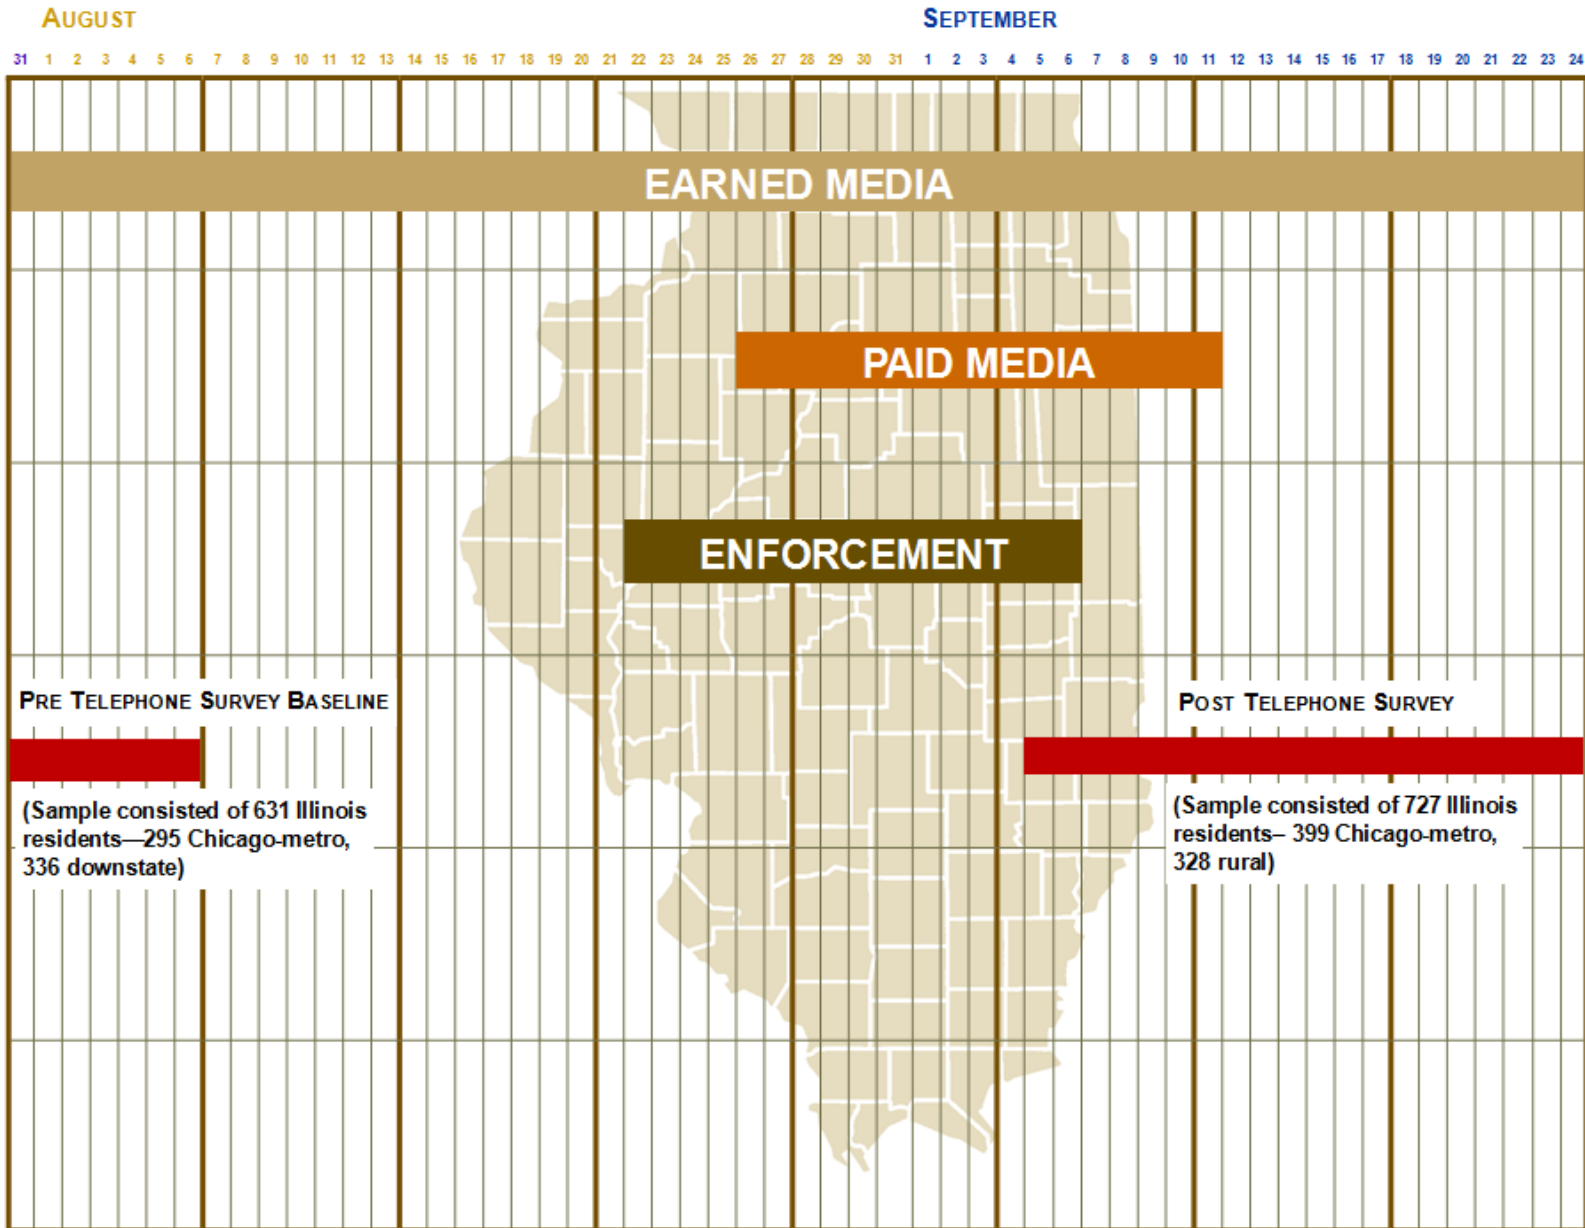 AUGUST SEPTEMBER
31 1 2 3 4 5 6 7 8 9 10 11 12 13 14 15 16 17 18 19 20 21 22 23 24 25 26 27 28 29 30 31 1 2 3 4 5 6 7 8 9 10 11 12 13 14 15 16 17 18 19 20 21 22 23 24
EARNED MEDIA
PAID MEDIA
ENFORCEMENT
PRE TELEPHONE SURVEY BASELINE
(Sample consisted of 631 Illinois
residents—295 Chicago-metro,
336 downstate)
POST TELEPHONE SURVEY
(Sample consisted of 727 Illinois
residents– 399 Chicago-metro,
328 rural)